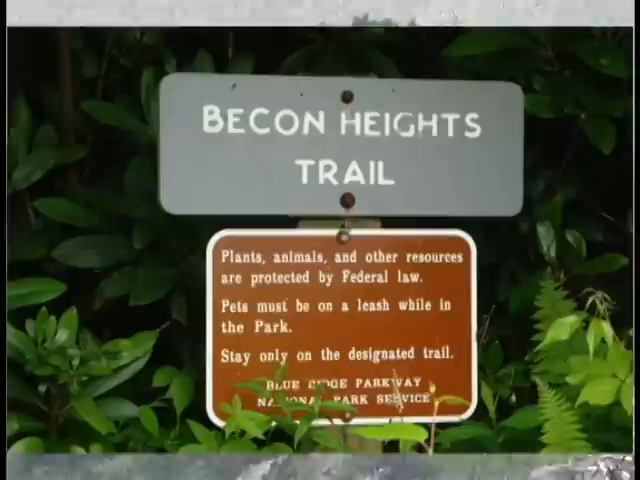 BECON HEIGHTS
TRAIL
Plants, animals, and other resources
are protected by Federal law.
Pets must be on a leash while in
the Park.
Stay only on the designated trail.
BLUE RIDGE PARKWAY
NATIONAL PARK SERVICE